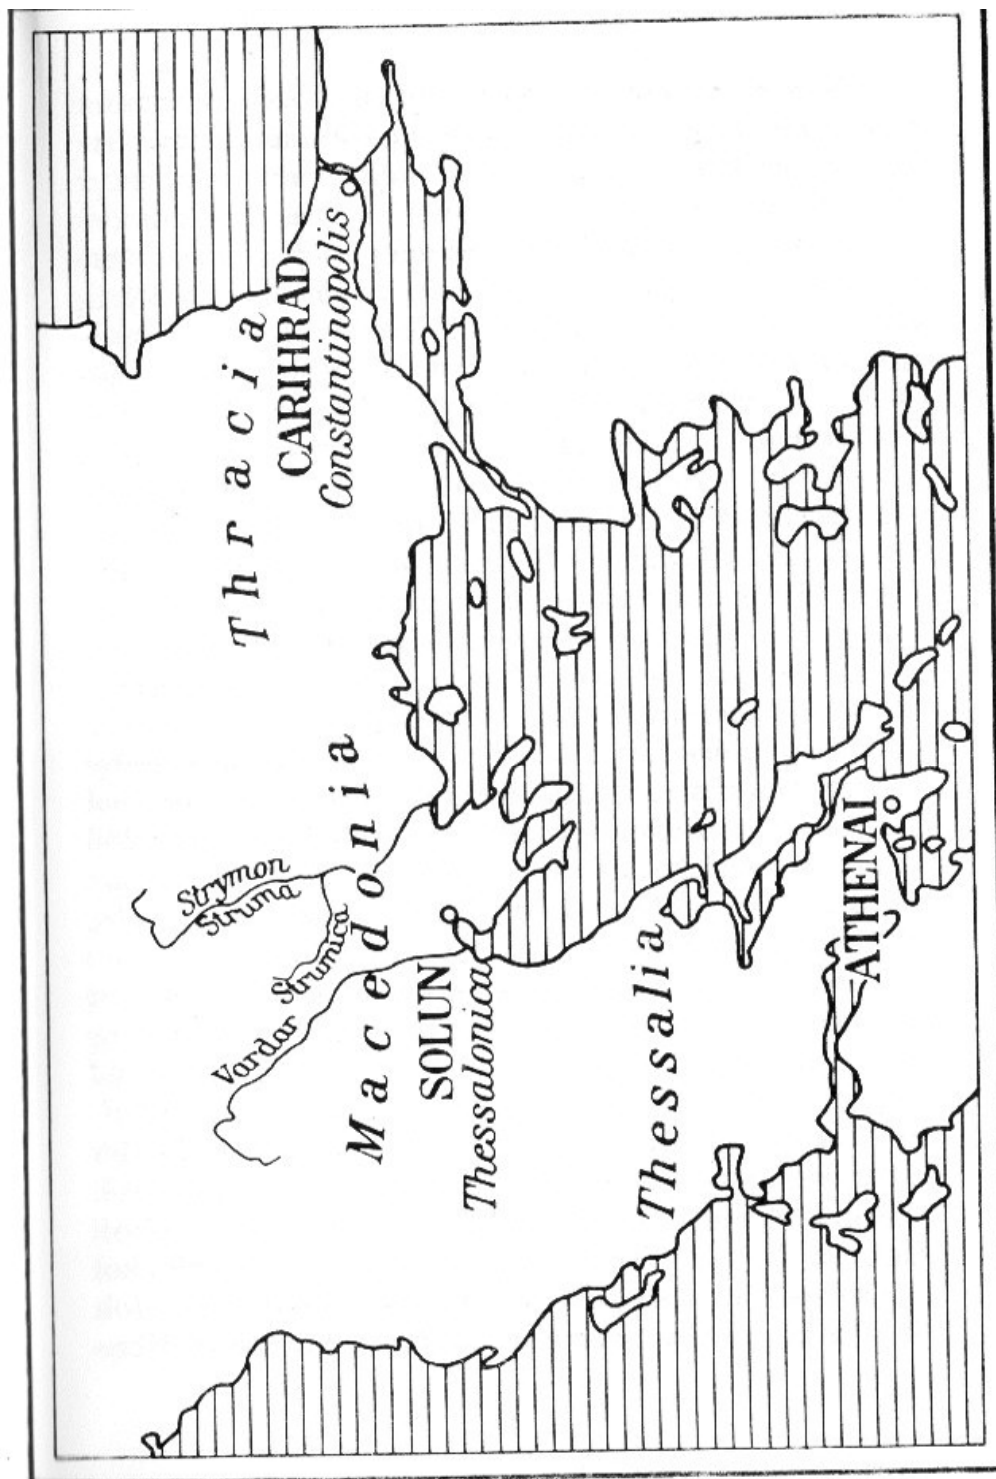 Thracia
CARIHRAD
Constantinopolis
Macedonia
Strymon
Struma
Strumica
Vardar
SOLUN
Thessalonica
Thessalia
ATHENAI